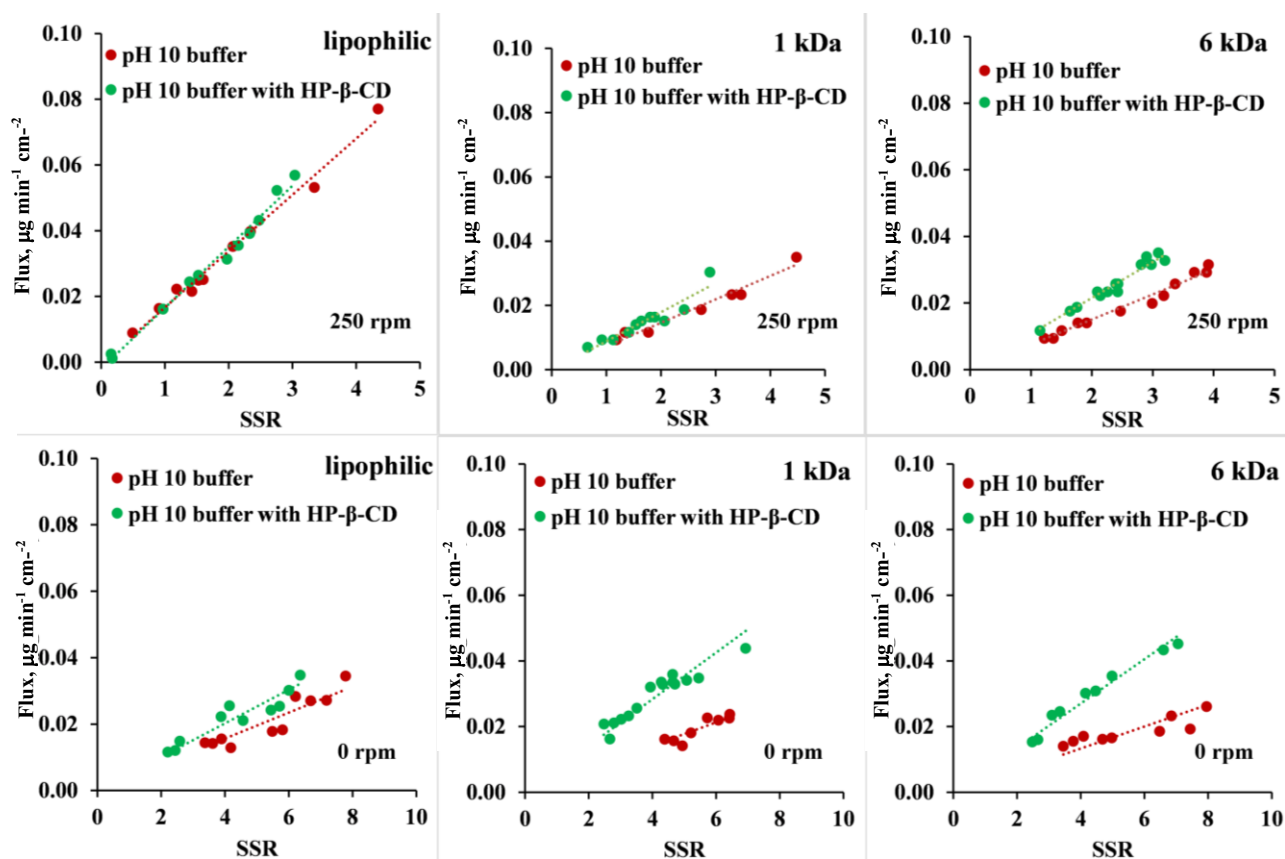 lipophilic
pH 10 buffer
pH 10 buffer with HP-β-CD
Flux, µg min⁻¹ cm-⁻²
0.10
0.08
0.06
0.04
0.02
0.00
250 rpm
0 1 2 3 4 5
SSR
1 kDa
pH 10 buffer
pH 10 buffer with HP-β-CD
Flux, µg min⁻¹ cm-⁻²
0.10
0.08
0.06
0.04
0.02
0.00
250 rpm
0 1 2 3 4 5
SSR
6 kDa
pH 10 buffer
pH 10 buffer with HP-β-CD
Flux, µg min⁻¹ cm-⁻²
0.10
0.08
0.06
0.04
0.02
0.00
250 rpm
0 1 2 3 4 5
SSR
lipophilic
pH 10 buffer
pH 10 buffer with HP-β-CD
Flux, µg min⁻¹ cm-⁻²
0.10
0.08
0.06
0.04
0.02
0.00
0 rpm
0 2 4 6 8 10
SSR
1 kDa
pH 10 buffer
pH 10 buffer with HP-β-CD
Flux, µg min⁻¹ cm-⁻²
0.10
0.08
0.06
0.04
0.02
0.00
0 rpm
0 2 4 6 8 10
SSR
6 kDa
pH 10 buffer
pH 10 buffer with HP-β-CD
Flux, µg min⁻¹ cm-⁻²
0.10
0.08
0.06
0.04
0.02
0.00
0 rpm
0 2 4 6 8 10
SSR